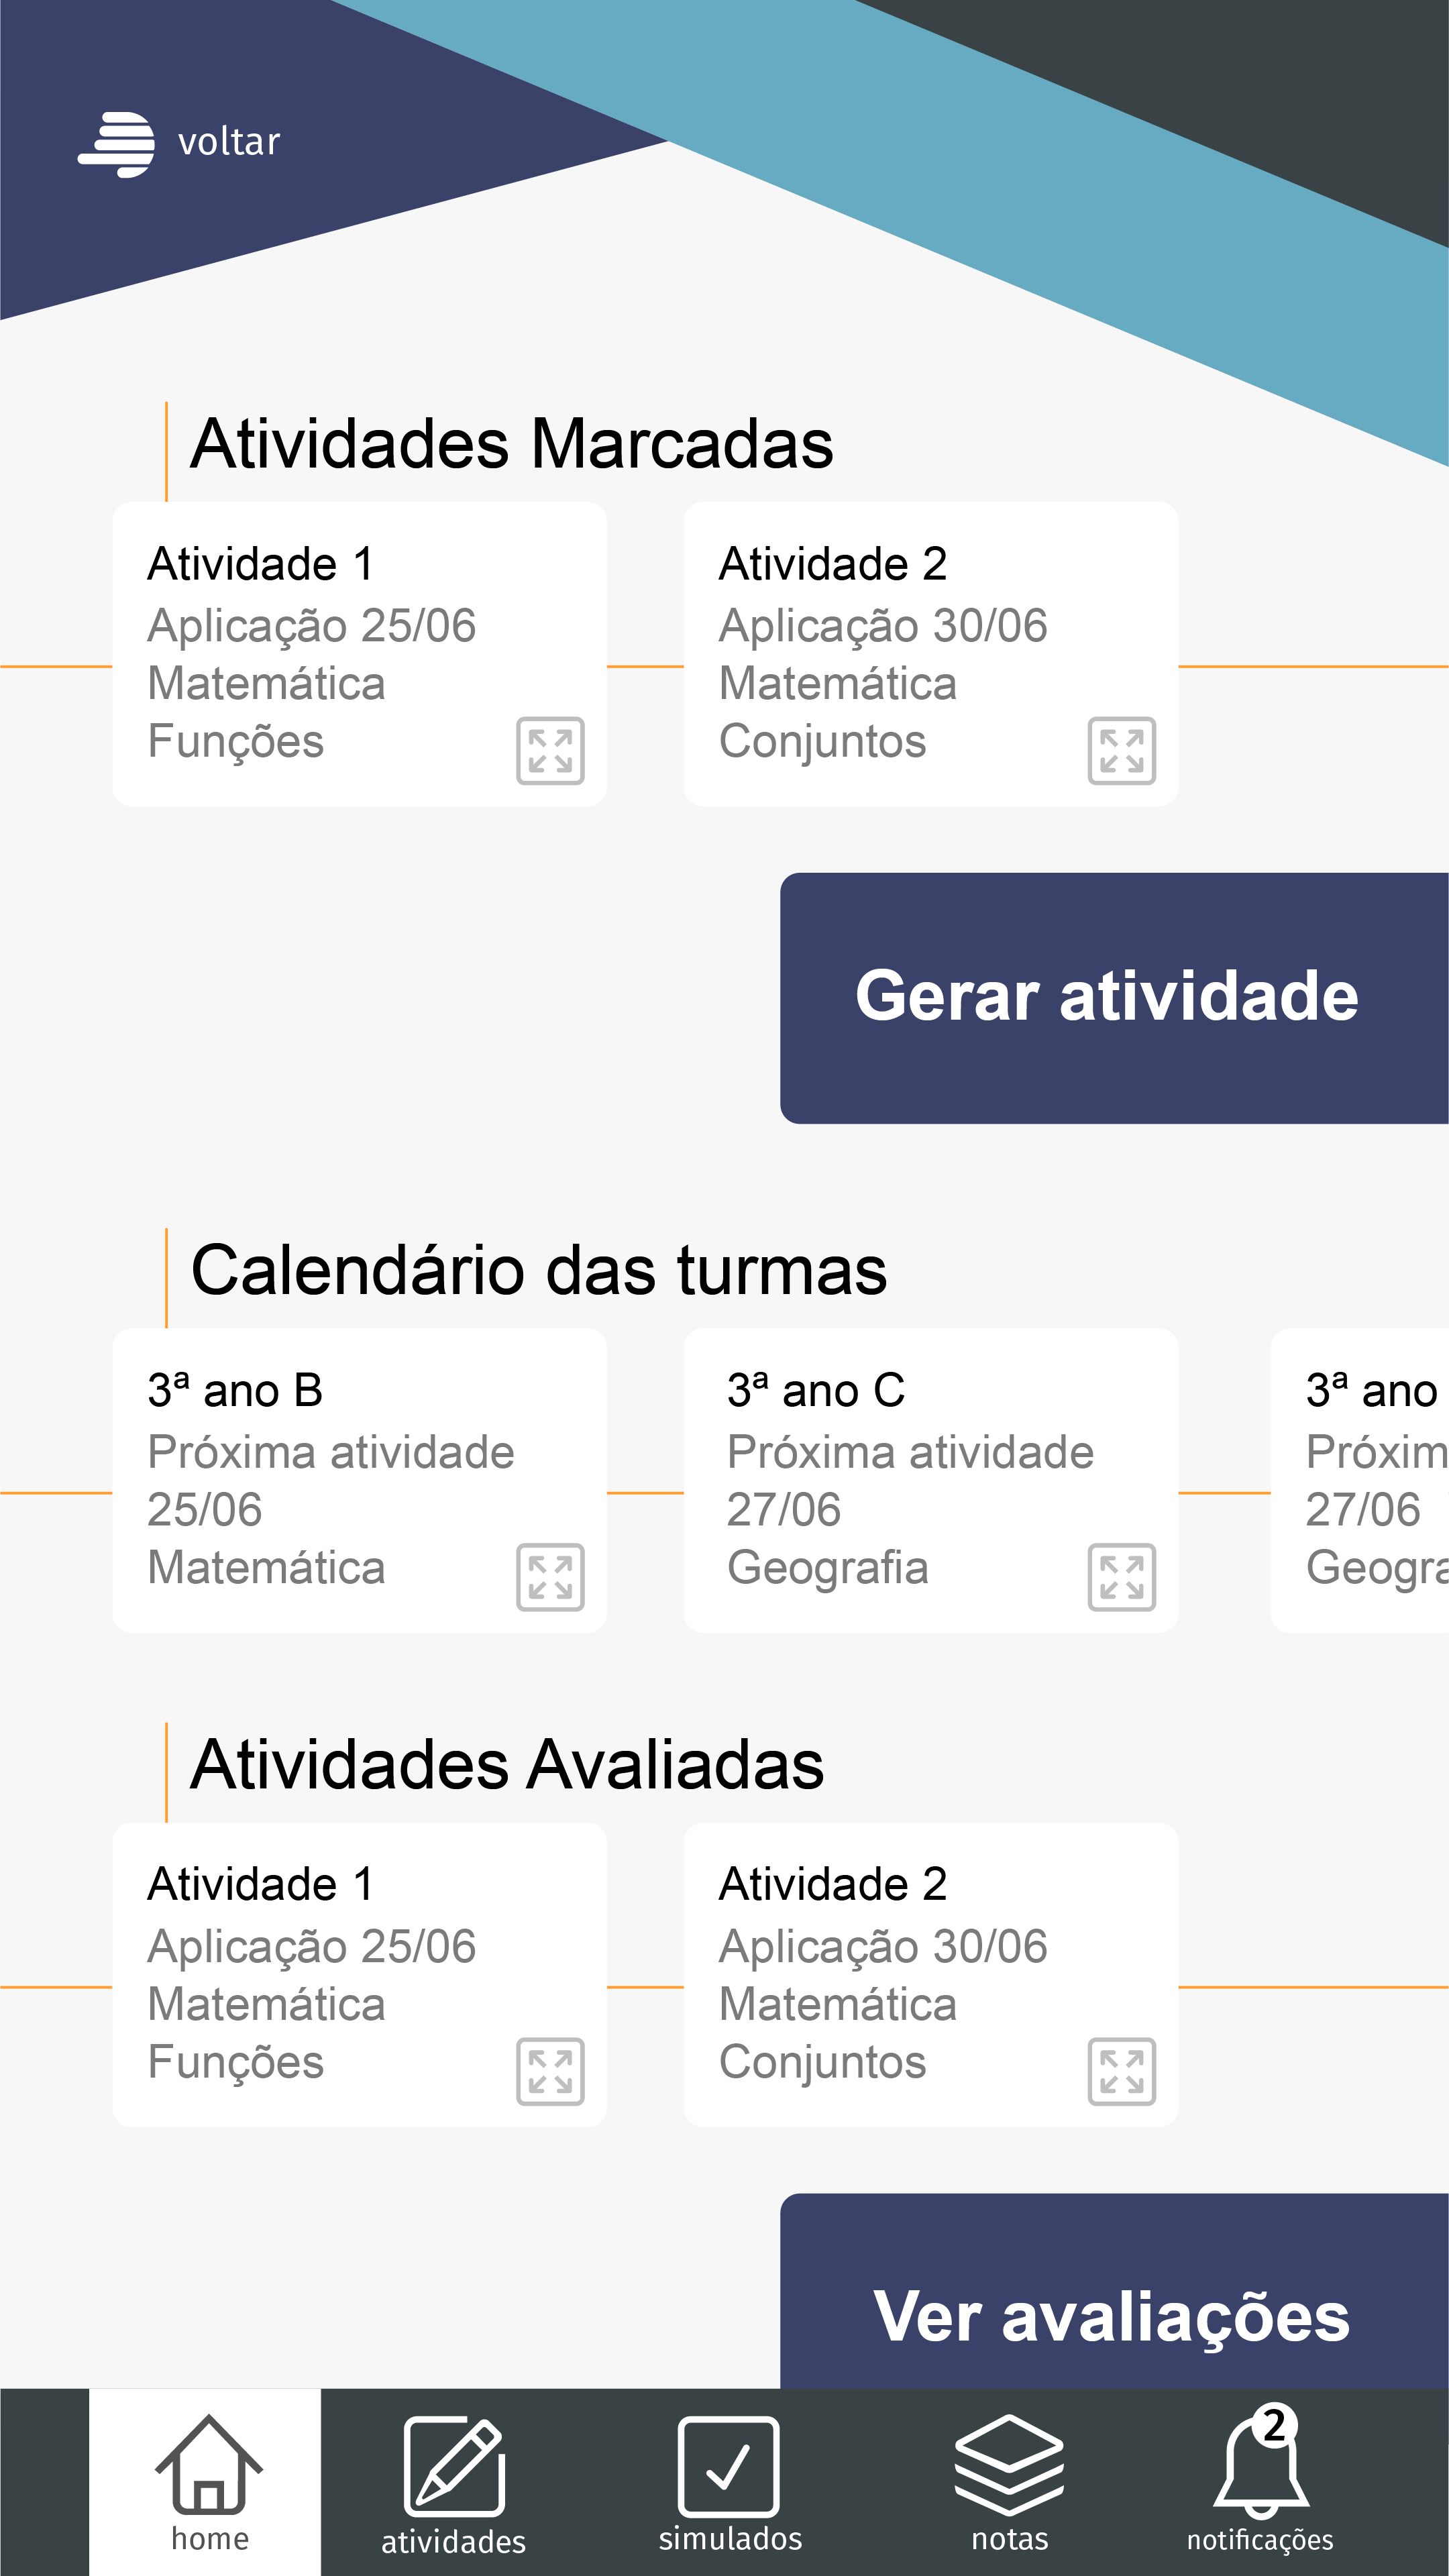 voltar
Atividades Marcadas
Atividade 1
Aplicação 25/06
Matemática
Funções
Atividade 2
Aplicação 30/06
Matemática
Conjuntos
Gerar atividade
Calendário das turmas
3ª ano B
Próxima atividade
25/06
Matemática
3ª ano C
Próxima atividade
27/06
Geografia
3ª ano
Próxim
27/06
Geogra
Atividades Avaliadas
Atividade 1
Aplicação 25/06
Matemática
Funções
Atividade 2
Aplicação 30/06
Matemática
Conjuntos
Ver avaliações
home
atividades
simulados
notas
2
notificações